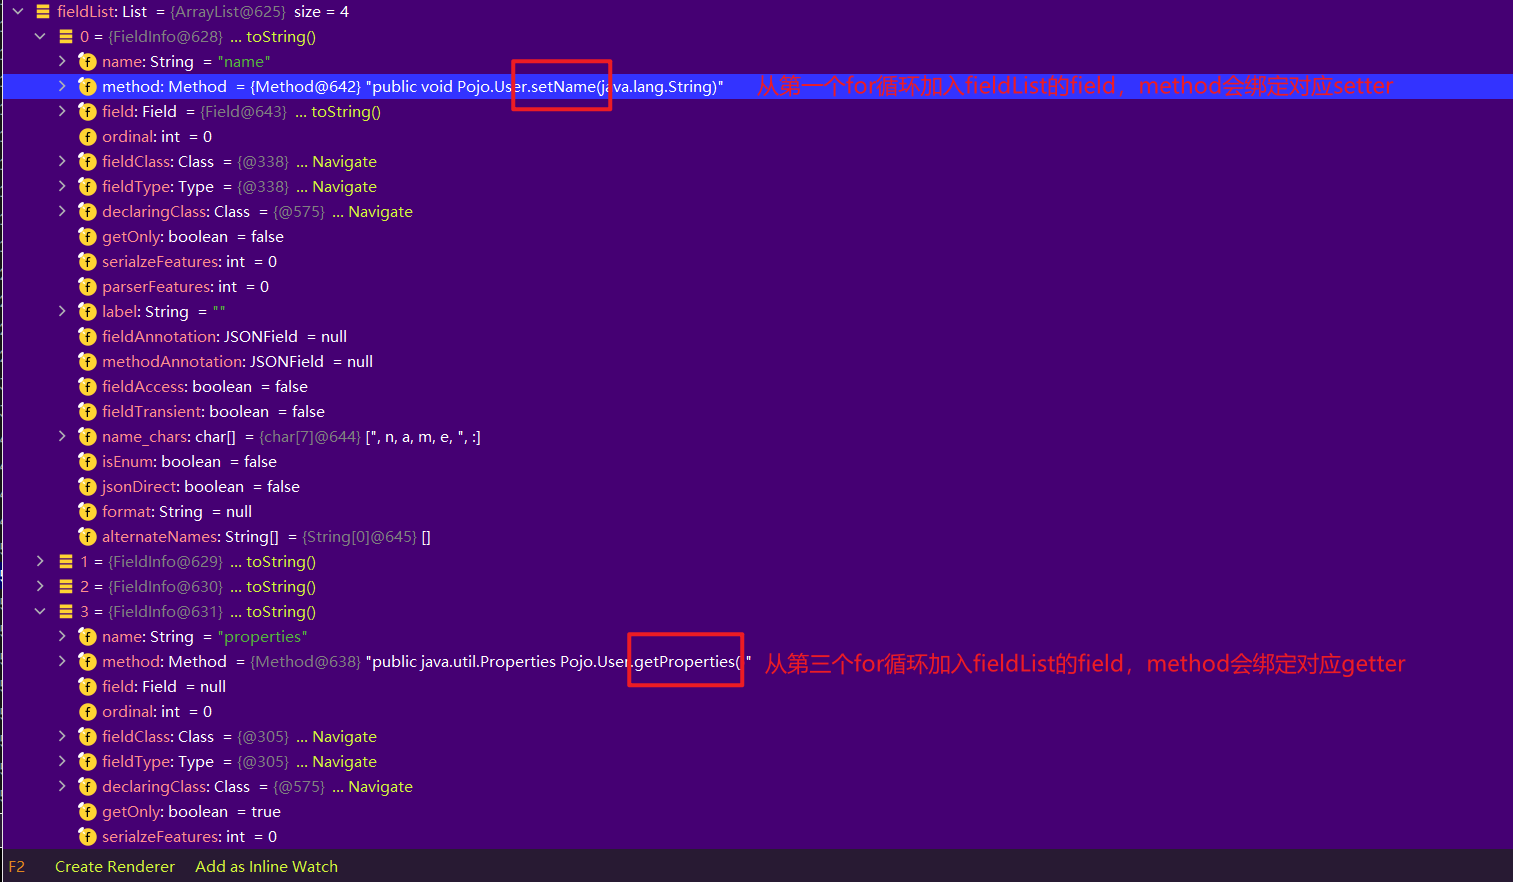 fieldList: List = {ArrayList@625} size = 4
0 = {FieldInfo@628} ... toString()
name: String = "name"
method: Method = {Method@642} "public void Pojo.User.setName(java.lang.String)" 从第一个for循环加入fieldList的field，method会绑定对应setter
field: Field = {Field@643} ... toString()
ordinal: int = 0
fieldClass: Class = {@338} ... Navigate
fieldType: Type = {@338} ... Navigate
declaringClass: Class = {@575} ... Navigate
getOnly: boolean = false
serialzeFeatures: int = 0
parserFeatures: int = 0
label: String = ""
fieldAnnotation: JSONField = null
methodAnnotation: JSONField = null
fieldAccess: boolean = false
fieldTransient: boolean = false
name_chars: char[] = {char[7]@644} [", n, a, m, e, ", :]
isEnum: boolean = false
jsonDirect: boolean = false
format: String = null
alternateNames: String[] = {String[0]@645} []
1 = {FieldInfo@629} ... toString()
2 = {FieldInfo@630} ... toString()
3 = {FieldInfo@631} ... toString()
name: String = "properties"
method: Method = {Method@638} "public java.util.Properties Pojo.User.getProperties()" 从第三个for循环加入fieldList的field，method会绑定对应getter
field: Field = null
ordinal: int = 0
fieldClass: Class = {@305} ... Navigate
fieldType: Type = {@305} ... Navigate
declaringClass: Class = {@575} ... Navigate
getOnly: boolean = true
serialzeFeatures: int = 0
F2 Create Renderer Add as Inline Watch